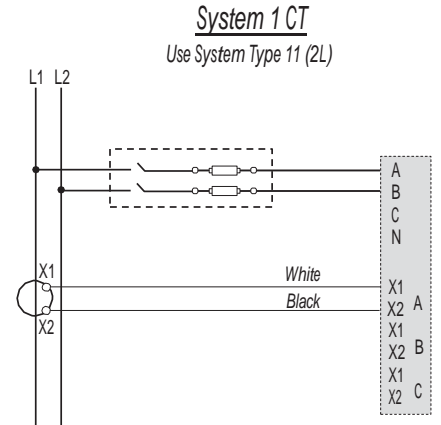 System 1 CT
Use System Type 11 (2L)
L1 L2
A
B
C
N
X1
White
X1
Black
X2 A
X2
X1
X2 B
X1
X2 C